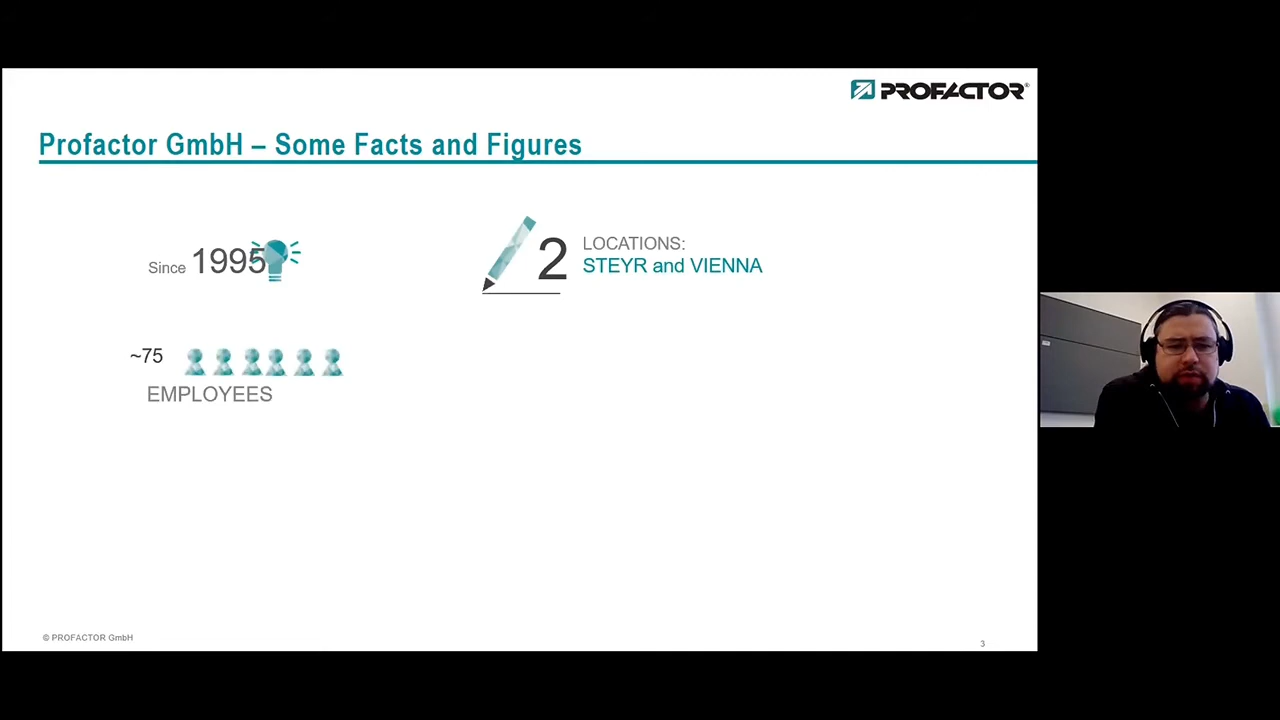 PROFACTOR®
Profactor GmbH – Some Facts and Figures
Since 1995
2
LOCATIONS:
STEYR and VIENNA
~75
EMPLOYEES
© PROFACTOR GmbH
3